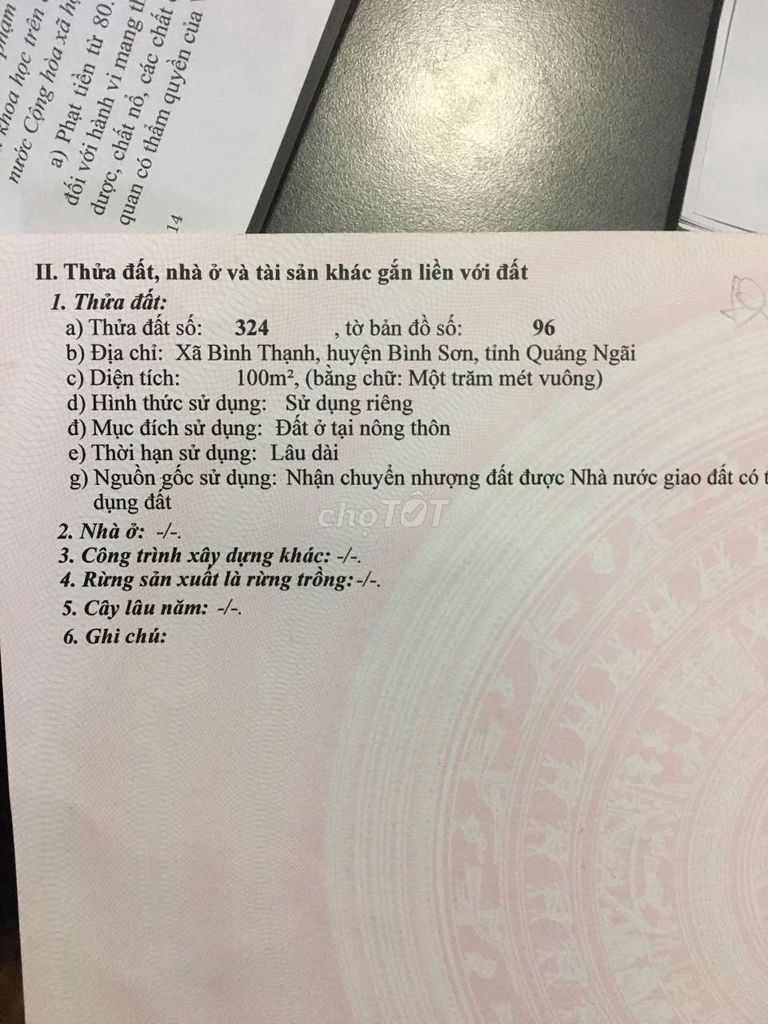 khoa học trên
nước Cộng hòa xã
a) Phạt tiền từ 80.
đối với hành vi mang
dược, chất nổ, các chất
quan có thẩm quyền của
14
II. Thửa đất, nhà ở và tài sản khác gắn liền với đất
1. Thửa đất:
a) Thửa đất số: 324 , tờ bản đồ số: 96
b) Địa chỉ: Xã Bình Thạnh, huyện Bình Sơn, tỉnh Quảng Ngãi
c) Diện tích: 100m², (bằng chữ: Một trăm mét vuông)
d) Hình thức sử dụng: Sử dụng riêng
đ) Mục đích sử dụng: Đất ở tại nông thôn
e) Thời hạn sử dụng: Lâu dài
g) Nguồn gốc sử dụng: Nhận chuyển nhượng đất được Nhà nước giao đất có
dụng đất
chợTỐT
2. Nhà ở: -/-.
3. Công trình xây dựng khác: -/-.
4. Rừng sản xuất là rừng trồng: -/-.
5. Cây lâu năm: -/-.
6. Ghi chú: